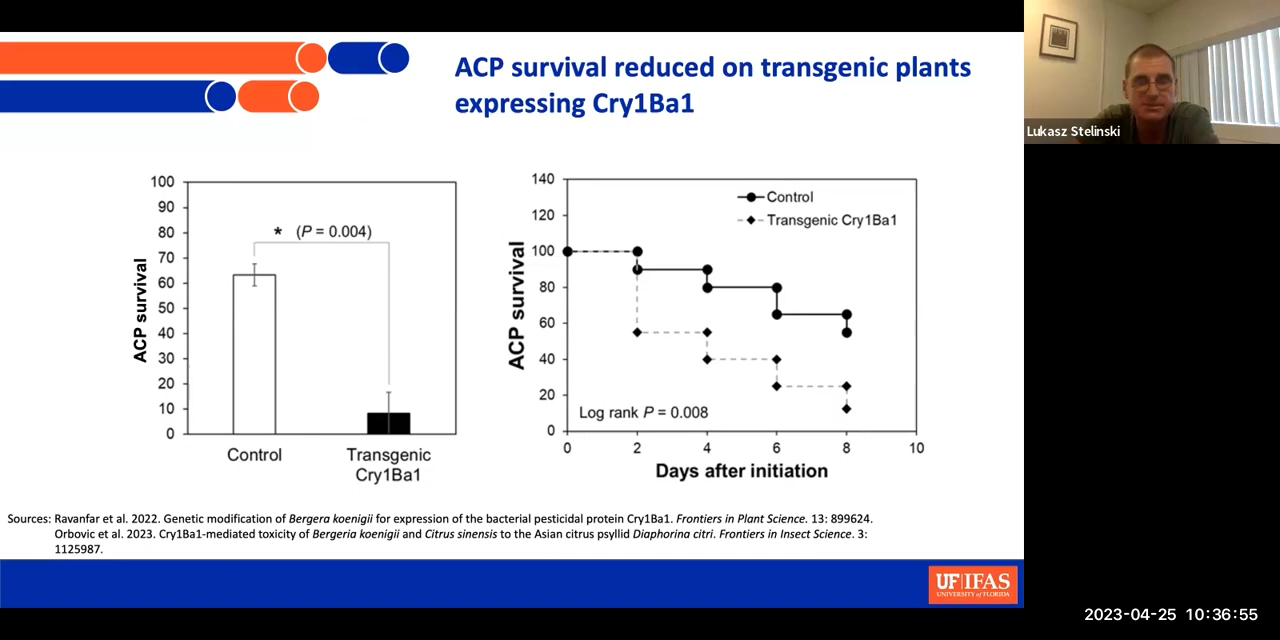 ACP survival reduced on transgenic plants
expressing Cry1Ba1
Lukasz Stelinski
100
90
80
70
60
50
40
30
20
10
0
ACP survival
* (P = 0.004)
Control
Transgenic
Cry1Ba1
140
120
100
80
60
40
20
0
ACP survival
Control
Transgenic Cry1Ba1
Log rank P = 0.008
0 2 4 6 8 10
Days after initiation
Sources: Ravanfar et al. 2022. Genetic modification of Bergera koenigii for expression of the bacterial pesticidal protein Cry1Ba1. Frontiers in Plant Science. 13: 899624.
Orbovic et al. 2023. Cry1Ba1-mediated toxicity of Bergeria koenigii and Citrus sinensis to the Asian citrus psyllid Diaphorina citri. Frontiers in Insect Science. 3:
1125987.
UF|IFAS
UNIVERSITY of FLORIDA
2023-04-25 10:36:55